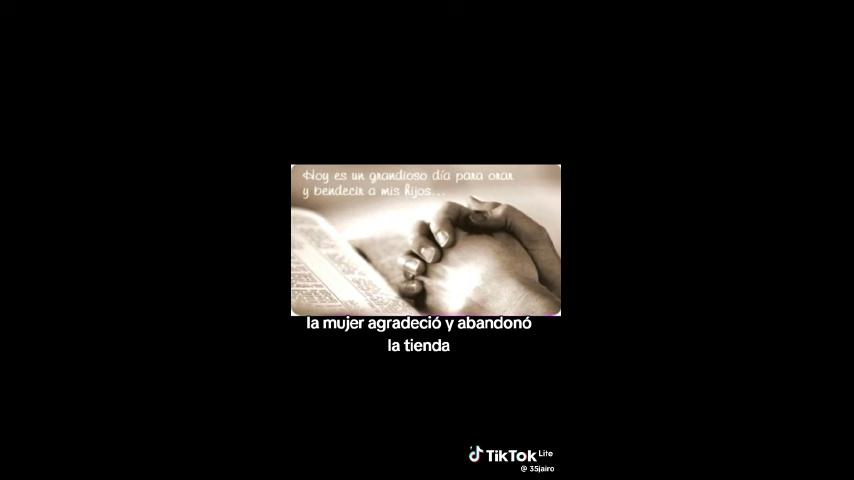 Hoy es un grandioso día para orar
y bendecir a mis hijos...
la mujer agradeció y abandonó
la tienda
TikTok Lite
@ 35jairo